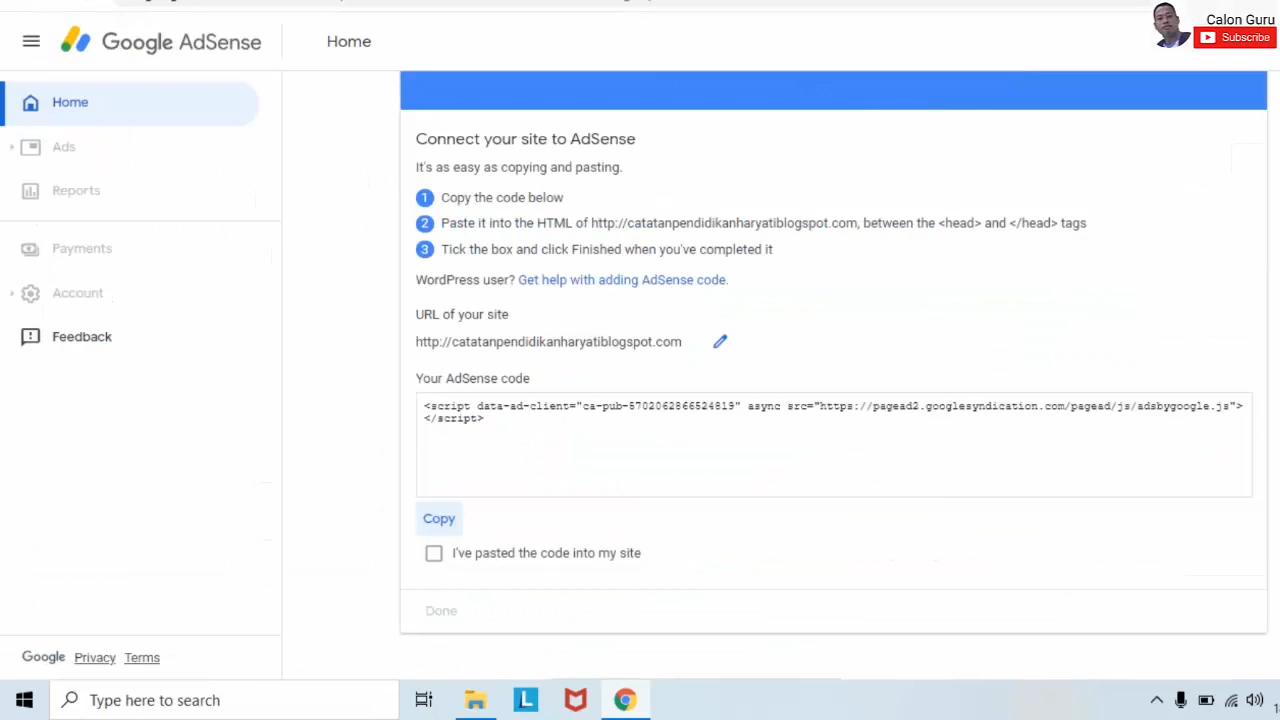 Calon Guru
Subscribe
Google AdSense
Home
Home
Ads
Reports
Payments
Account
Feedback
Connect your site to AdSense
It's as easy as copying and pasting.
1 Copy the code below
2 Paste it into the HTML of http://catatanpendidikanharyatiblogspot.com, between the <head> and </head> tags
3 Tick the box and click Finished when you've completed it
WordPress user? Get help with adding AdSense code.
URL of your site
http://catatanpendidikanharyatiblogspot.com
Your AdSense code
<script data-ad-client="ca-pub-5702062866524819" async src="https://pagead2.googlesyndication.com/pagead/js/adsbygoogle.js">
</script>
Copy
I've pasted the code into my site
Done
Google Privacy Terms
Type here to search